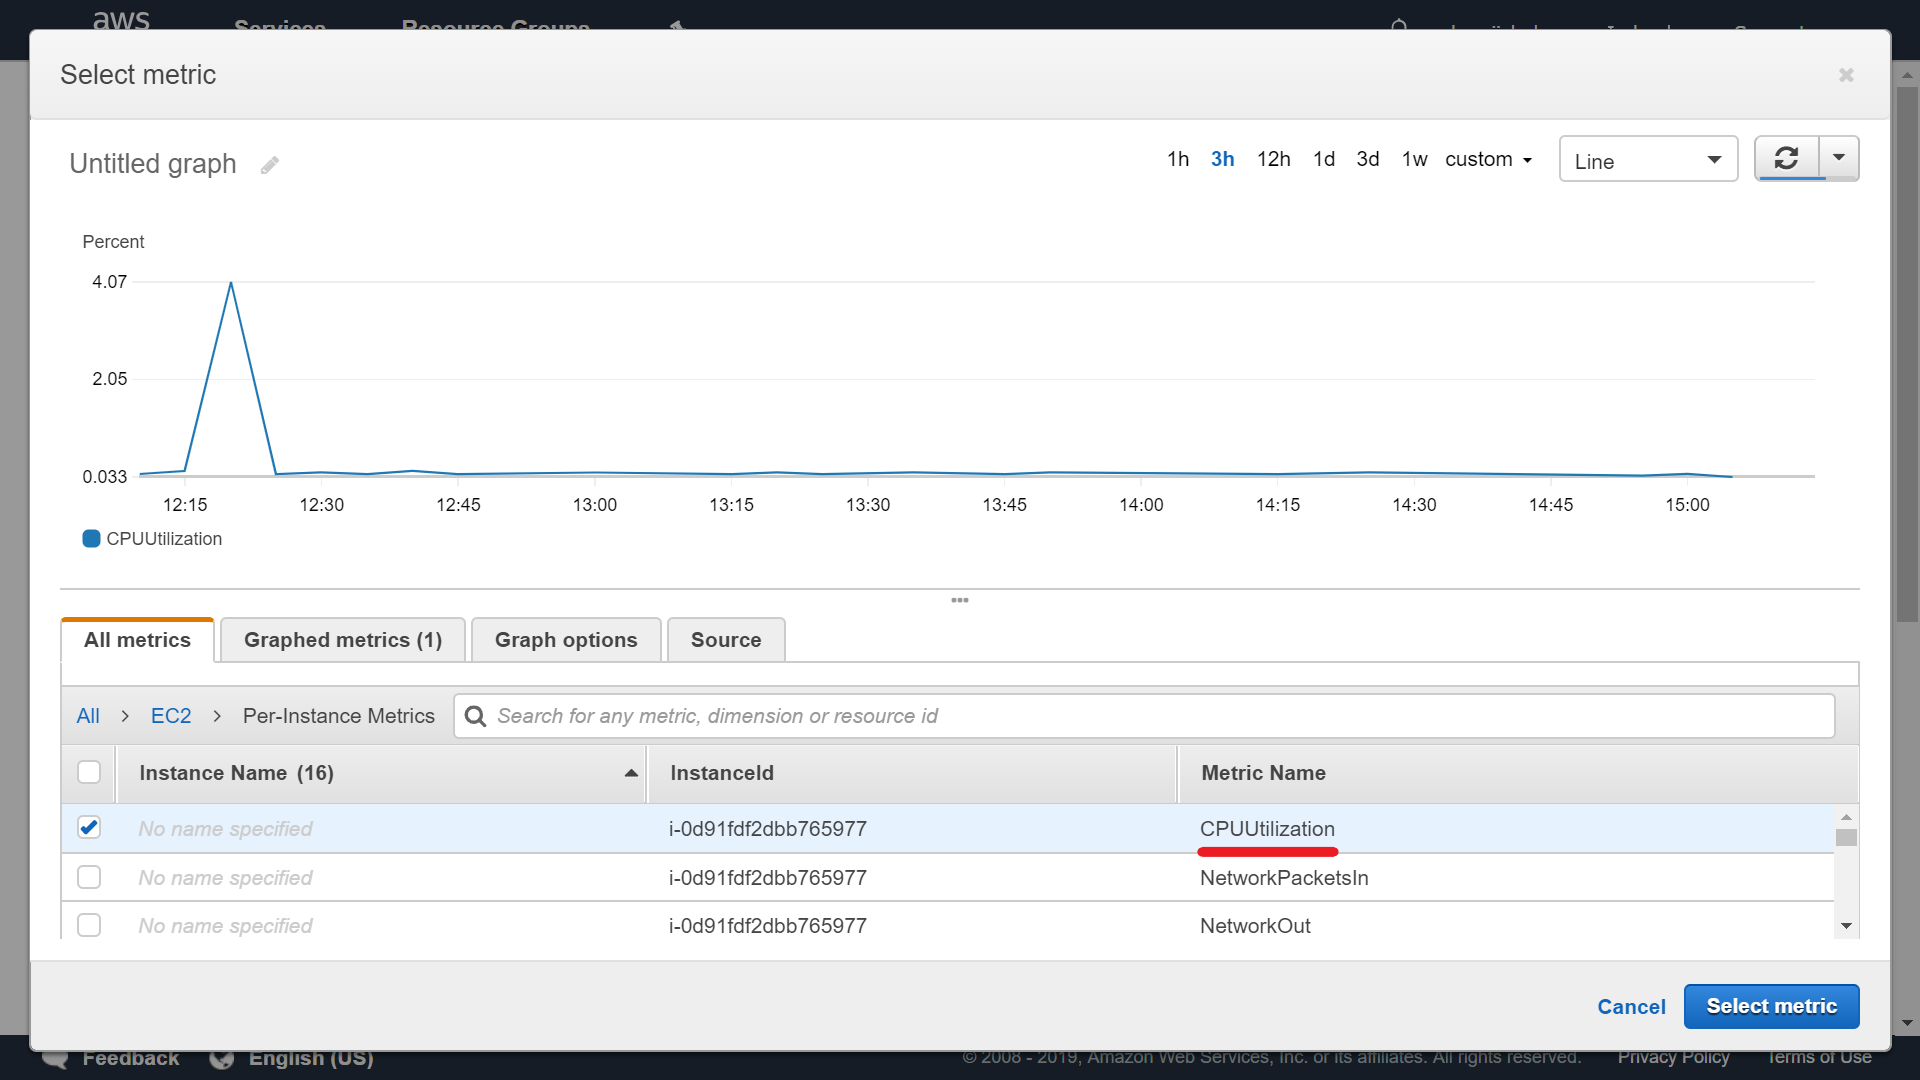 aws
Services Resource Groups
Select metric
Untitled graph
1h 3h 12h 1d 3d 1w custom Line
Percent
4.07
2.05
0.033
12:15 12:30 12:45 13:00 13:15 13:30 13:45 14:00 14:15 14:30 14:45 15:00
CPUUtilization
All metrics Graphed metrics (1) Graph options Source
All > EC2 > Per-Instance Metrics Search for any metric, dimension or resource id
Instance Name (16) InstanceId Metric Name
No name specified i-0d91fdf2dbb765977 CPUUtilization
No name specified i-0d91fdf2dbb765977 NetworkPacketsIn
No name specified i-0d91fdf2dbb765977 NetworkOut
Cancel Select metric
Feedback English (US) © 2008 - 2019, Amazon Web Services, Inc. or its affiliates. All rights reserved. Privacy Policy Terms of Use